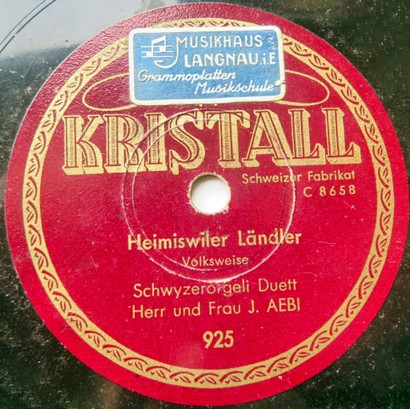 MUSIKHAUS
LANGNAU i.E
Grammoplatten
Musikschule
KRISTALL
Schweizer Fabrikat
C 8658
Heimiswiler Ländler
Volksweise
Schwyzerörgeli Duett
Herr und Frau J. AEBI
925